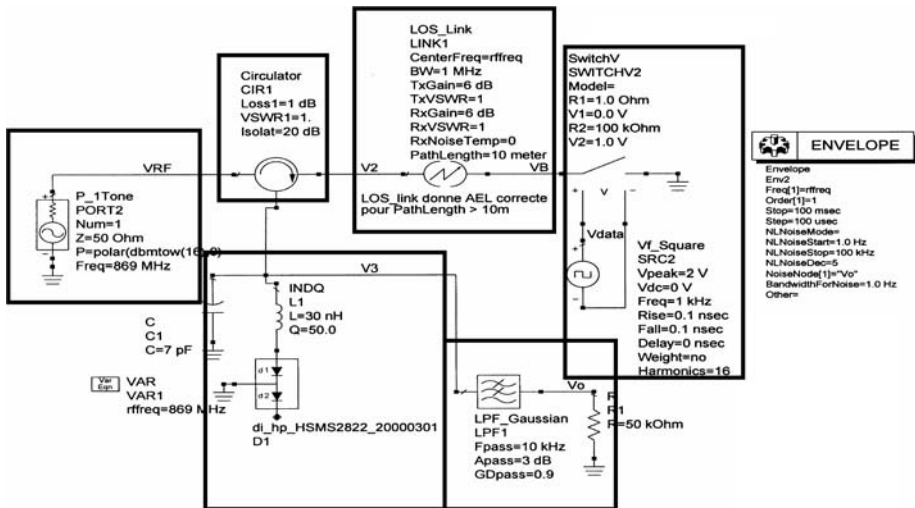 LOS_Link
LINK1
CenterFreq=rffreq
BW=1 MHz
TxGain=6 dB
TxVSWR=1
RxGain=6 dB
RxVSWR=1
RxNoiseTemp=0
PathLength=10 meter
LOS_link donne AEL correcte
pour PathLength > 10m
Circulator
CIR1
Loss1=1 dB
VSWR1=1.
Isolat=20 dB
SwitchV
SWITCHV2
Model=
R1=1.0 Ohm
V1=0.0 V
R2=100 kOhm
V2=1.0 V
ENVELOPE
Envelope
Env2
Freq[1]=rffreq
Order[1]=1
Stop=100 msec
Step=100 usec
NLNoiseMode=
NLNoiseStart=1.0 Hz
NLNoiseStop=100 kHz
NLNoiseDec=5
NoiseNode[1]="Vo"
BandwidthForNoise=1.0 Hz
Other=
VRF
V2
VB
V
Vdata
P_1Tone
PORT2
Num=1
Z=50 Ohm
P=polar(dbmtow(16),0)
Freq=869 MHz
Vf_Square
SRC2
Vpeak=2 V
Vdc=0 V
Freq=1 kHz
Rise=0.1 nsec
Fall=0.1 nsec
Delay=0 nsec
Weight=no
Harmonics=16
V3
INDQ
L1
L=30 nH
Q=50.0
C
C1
C=7 pF
d1
d2
Var
Eqn
VAR
VAR1
rffreq=869 MHz
di_hp_HSMS2822_20000301
D1
LPF_Gaussian
LPF1
Fpass=10 kHz
Apass=3 dB
GDpass=0.9
Vo
R
R1
R=50 kOhm